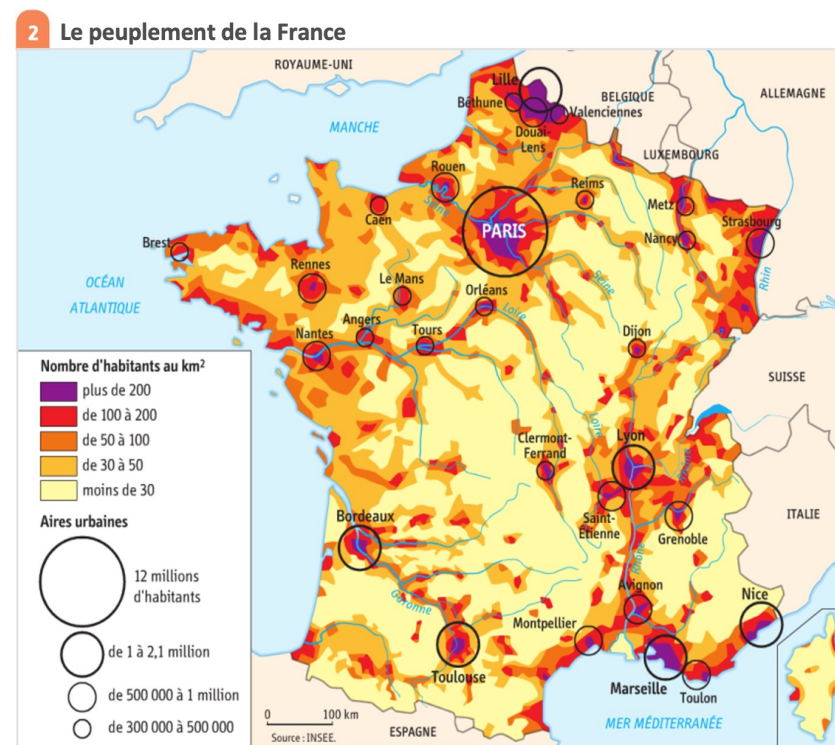 2 Le peuplement de la France
ROYAUME-UNI
MANCHE
OCÉAN
ATLANTIQUE
BELGIQUE
ALLEMAGNE
LUXEMBOURG
SUISSE
ITALIE
ESPAGNE
MER MÉDITERRANÉE
Lille
Béthune
Valenciennes
Douai-
Lens
Rouen
Seine
Caen
Reims
Metz
Nancy
Strasbourg
Rhin
PARIS
Brest
Rennes
Le Mans
Orléans
Loire
Seine
Angers
Tours
Nantes
Dijon
Loire
Clermont-
Ferrand
Lyon
Rhône
Saint-
Étienne
Grenoble
Rhône
Bordeaux
Garonne
Toulouse
Montpellier
Avignon
Nice
Marseille
Toulon
Nombre d'habitants au km²
plus de 200
de 100 à 200
de 50 à 100
de 30 à 50
moins de 30
Aires urbaines
12 millions
d'habitants
de 1 à 2,1 million
de 500 000 à 1 million
de 300 000 à 500 000
0 100 km
Source : INSEE.